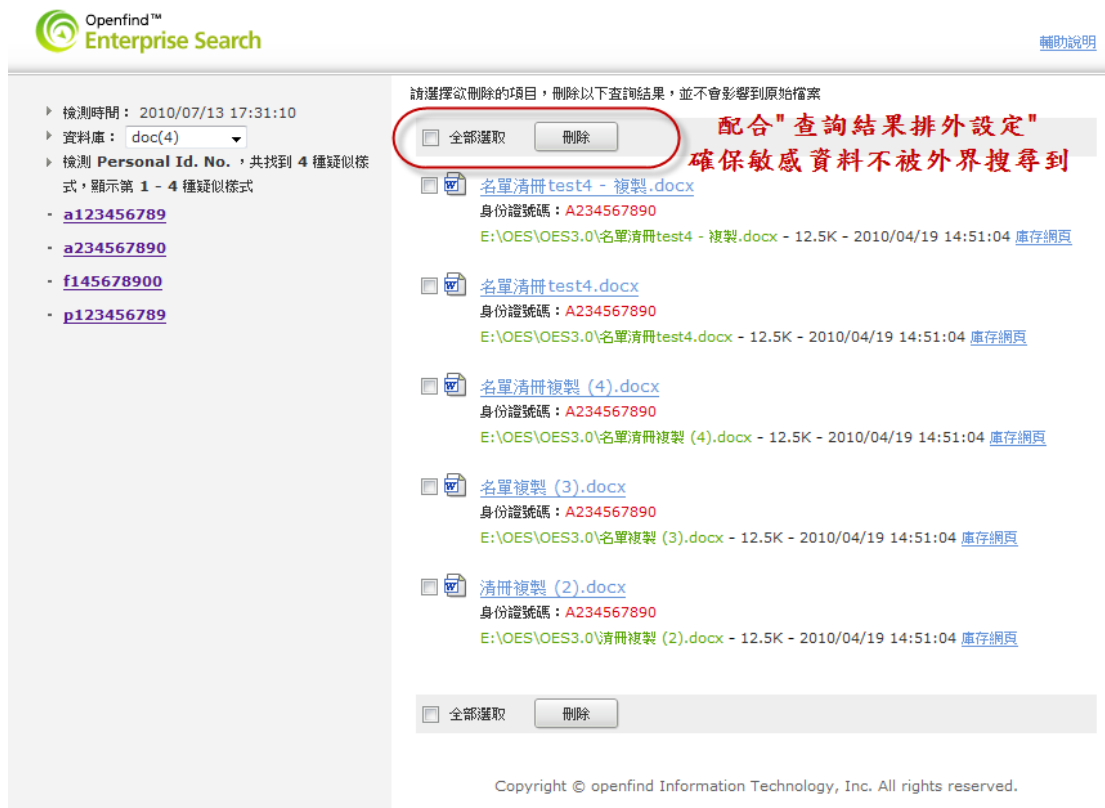 Openfind™
Enterprise Search
輔助說明
檢測時間： 2010/07/13 17:31:10
資料庫： doc(4)
檢測 Personal Id. No. ，共找到 4 種疑似樣
式，顯示第 1 - 4 種疑似樣式
- a123456789
- a234567890
- f145678900
- p123456789
請選擇欲刪除的項目，刪除以下查詢結果，並不會影響到原始檔案
全部選取 刪除
配合"查詢結果排外設定"
確保敏感資料不被外界搜尋到
名單清冊test4 - 複製.docx
身份證號碼：A234567890
E:\OES\OES3.0\名單清冊test4 - 複製.docx - 12.5K - 2010/04/19 14:51:04 庫存網頁
名單清冊test4.docx
身份證號碼：A234567890
E:\OES\OES3.0\名單清冊test4.docx - 12.5K - 2010/04/19 14:51:04 庫存網頁
名單清冊複製 (4).docx
身份證號碼：A234567890
E:\OES\OES3.0\名單清冊複製 (4).docx - 12.5K - 2010/04/19 14:51:04 庫存網頁
名單複製 (3).docx
身份證號碼：A234567890
E:\OES\OES3.0\名單複製 (3).docx - 12.5K - 2010/04/19 14:51:04 庫存網頁
清冊複製 (2).docx
身份證號碼：A234567890
E:\OES\OES3.0\清冊複製 (2).docx - 12.5K - 2010/04/19 14:51:04 庫存網頁
全部選取 刪除
Copyright © openfind Information Technology, Inc. All rights reserved.